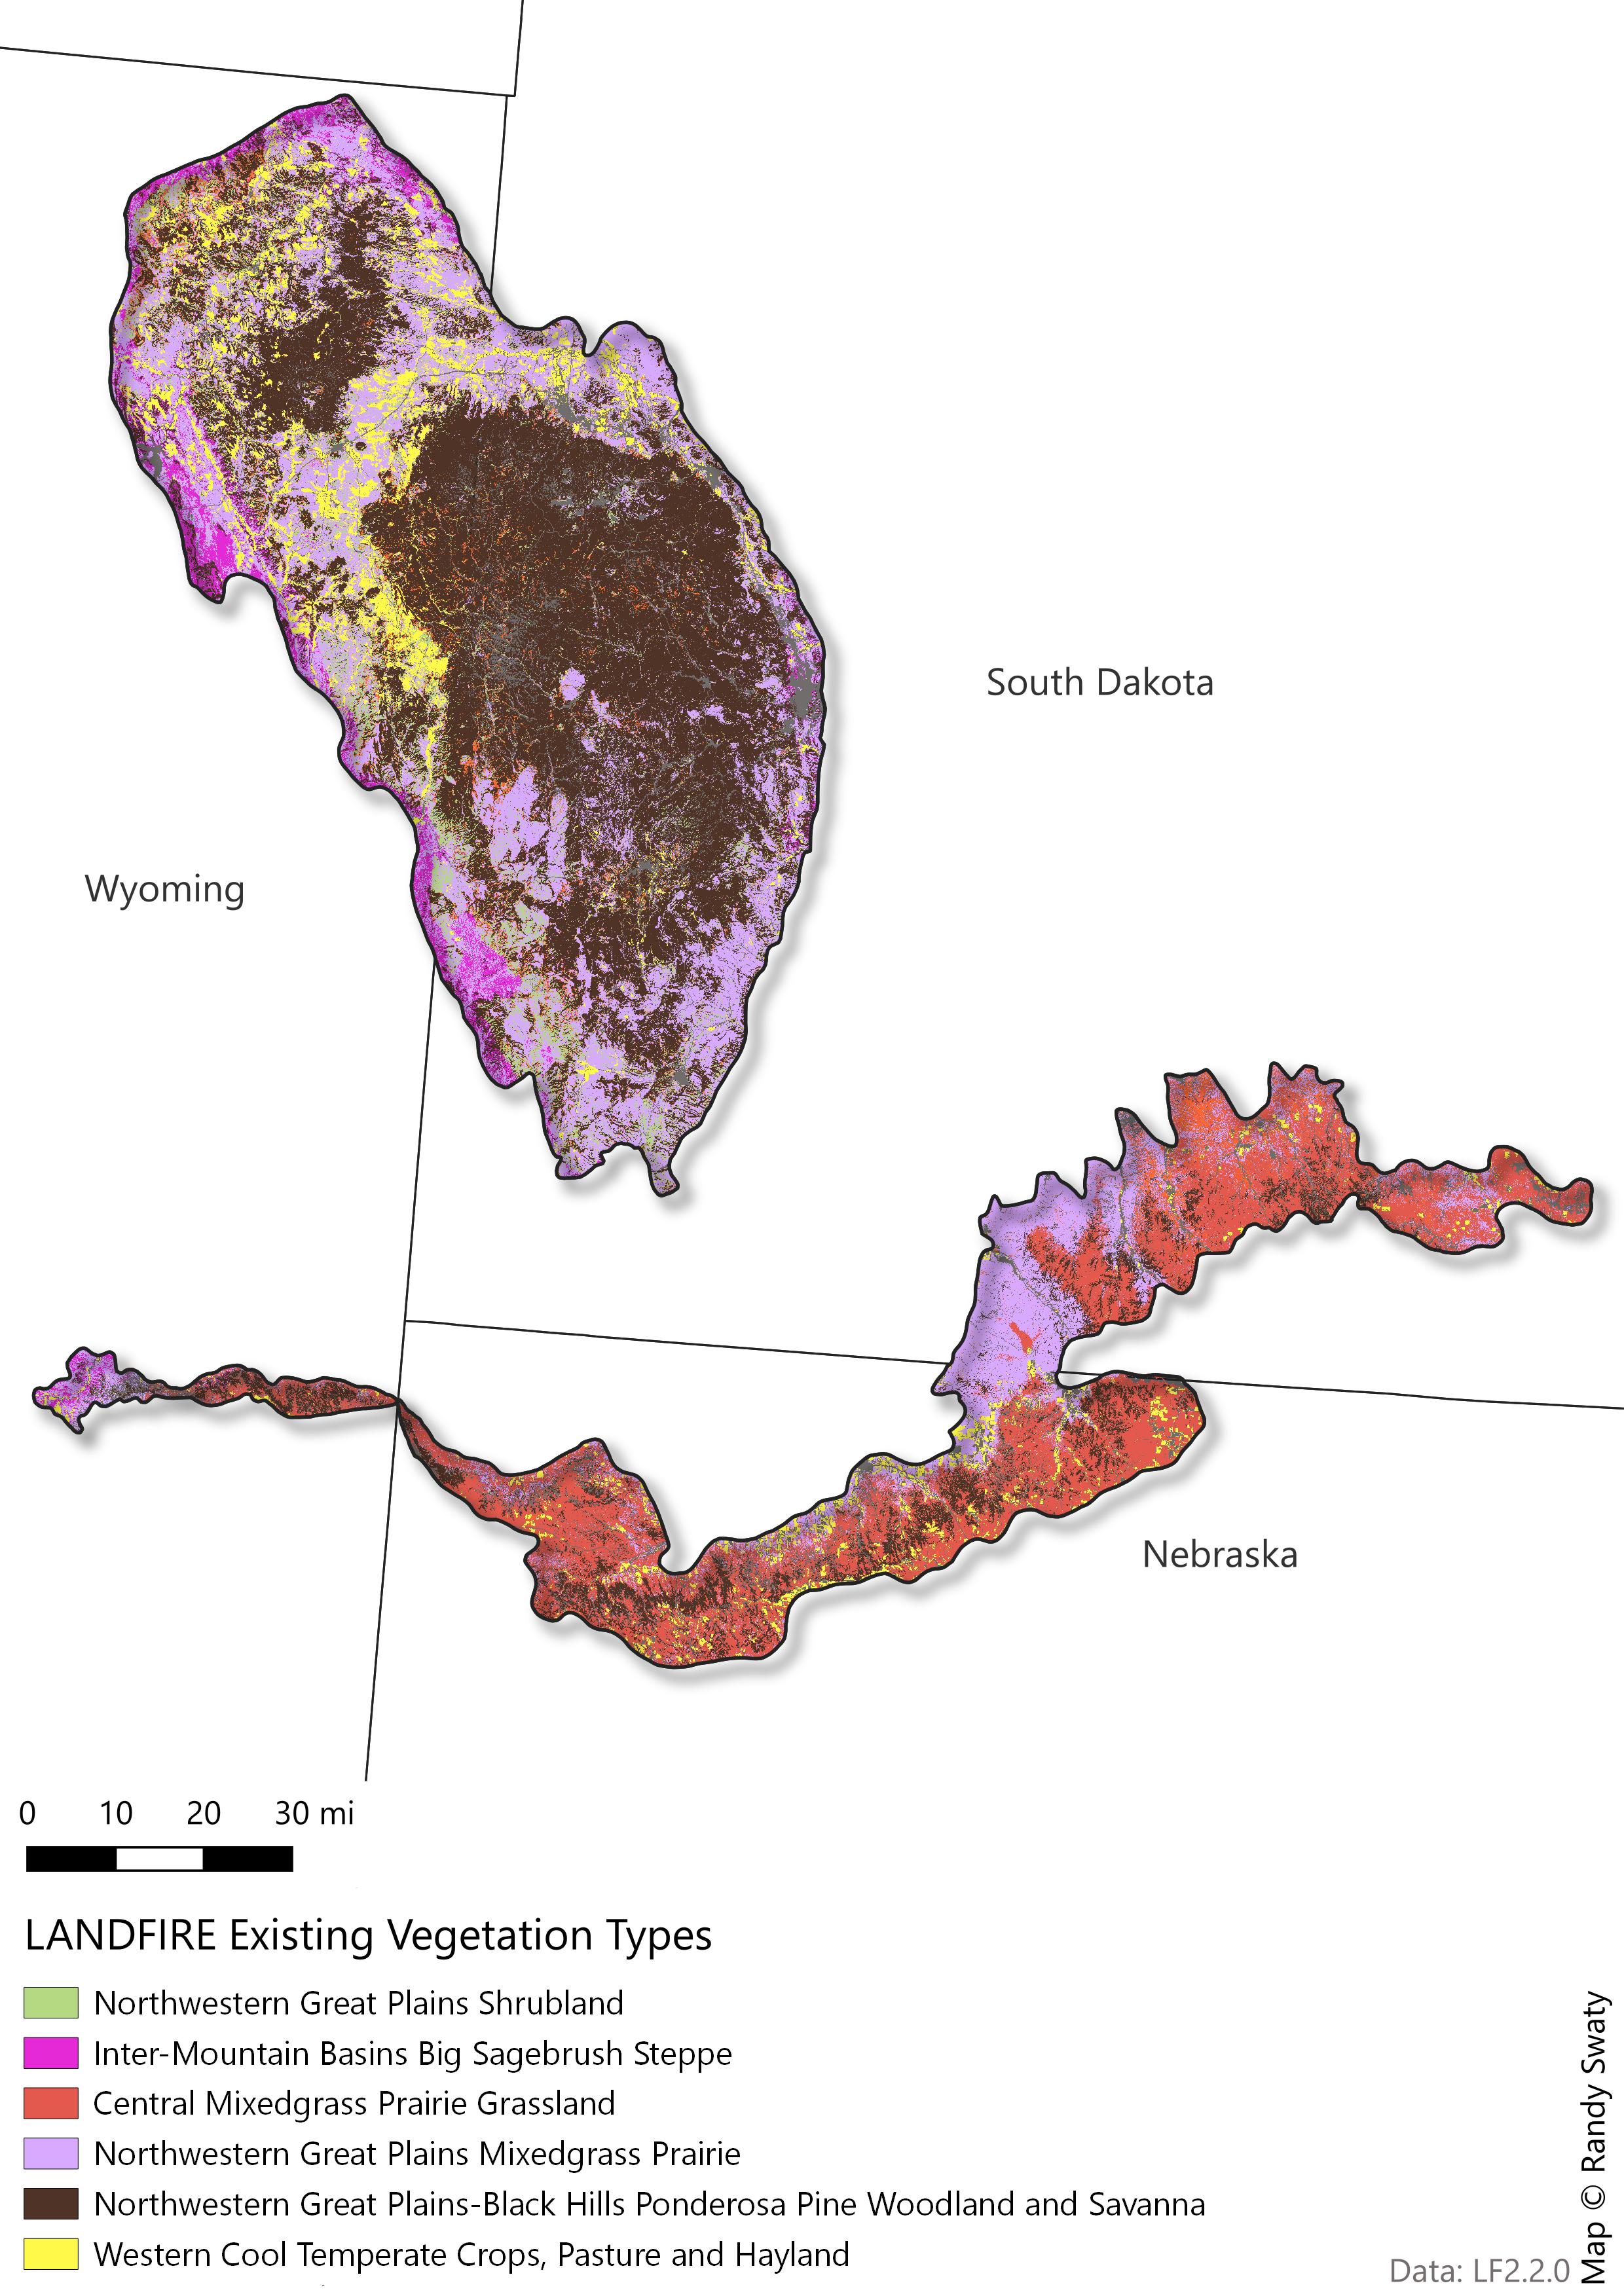 South Dakota
Wyoming
Nebraska
0 10 20 30 mi
LANDFIRE Existing Vegetation Types
Northwestern Great Plains Shrubland
Inter-Mountain Basins Big Sagebrush Steppe
Central Mixedgrass Prairie Grassland
Northwestern Great Plains Mixedgrass Prairie
Northwestern Great Plains-Black Hills Ponderosa Pine Woodland and Savanna
Western Cool Temperate Crops, Pasture and Hayland
Data: LF2.2.0
Map © Randy Swaty